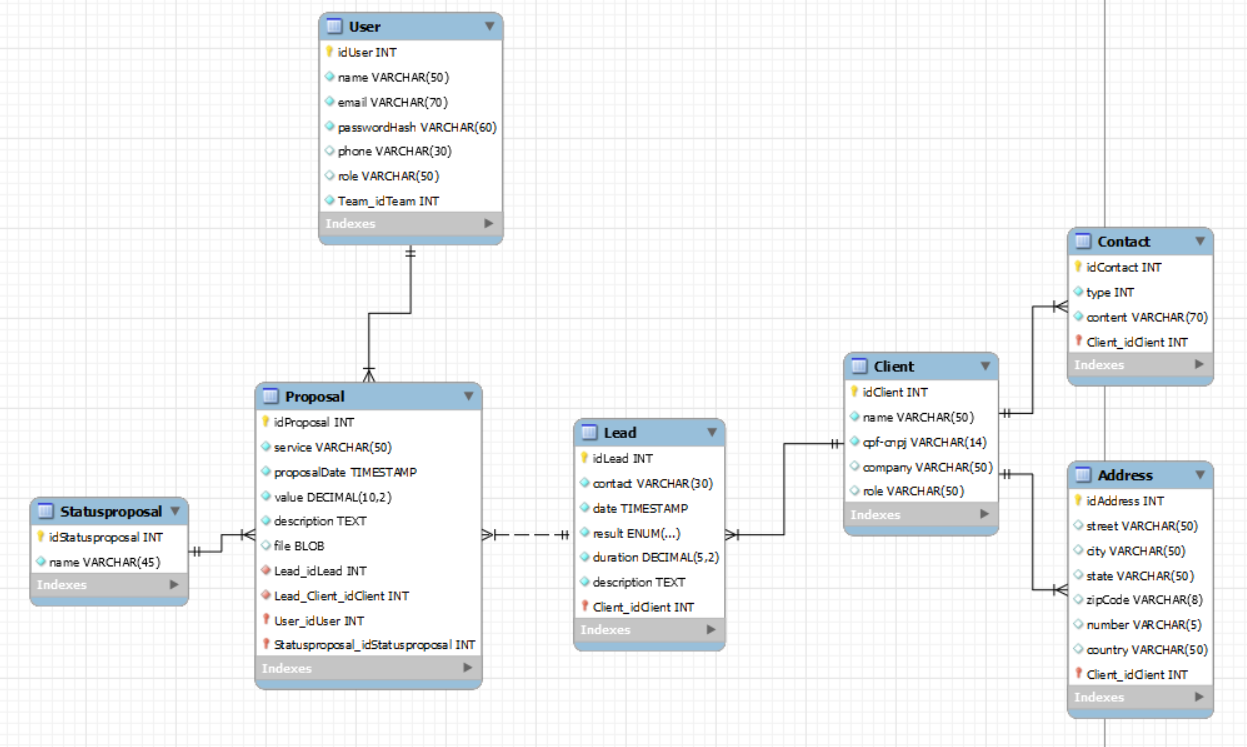 User
idUser INT
name VARCHAR(50)
email VARCHAR(70)
passwordHash VARCHAR(60)
phone VARCHAR(30)
role VARCHAR(50)
Team_idTeam INT
Indexes
Proposal
idProposal INT
service VARCHAR(50)
proposalDate TIMESTAMP
value DECIMAL(10,2)
description TEXT
file BLOB
Lead_idLead INT
Lead_Client_idClient INT
User_idUser INT
Statusproposal_idStatusproposal INT
Indexes
Statusproposal
idStatusproposal INT
name VARCHAR(45)
Indexes
Lead
idLead INT
contact VARCHAR(30)
date TIMESTAMP
result ENUM(...)
duration DECIMAL(5,2)
description TEXT
Client_idClient INT
Indexes
Client
idClient INT
name VARCHAR(50)
cpf-cnpj VARCHAR(14)
company VARCHAR(50)
role VARCHAR(50)
Indexes
Contact
idContact INT
type INT
content VARCHAR(70)
Client_idClient INT
Indexes
Address
idAddress INT
street VARCHAR(50)
city VARCHAR(50)
state VARCHAR(50)
zipCode VARCHAR(8)
number VARCHAR(5)
country VARCHAR(50)
Client_idClient INT
Indexes